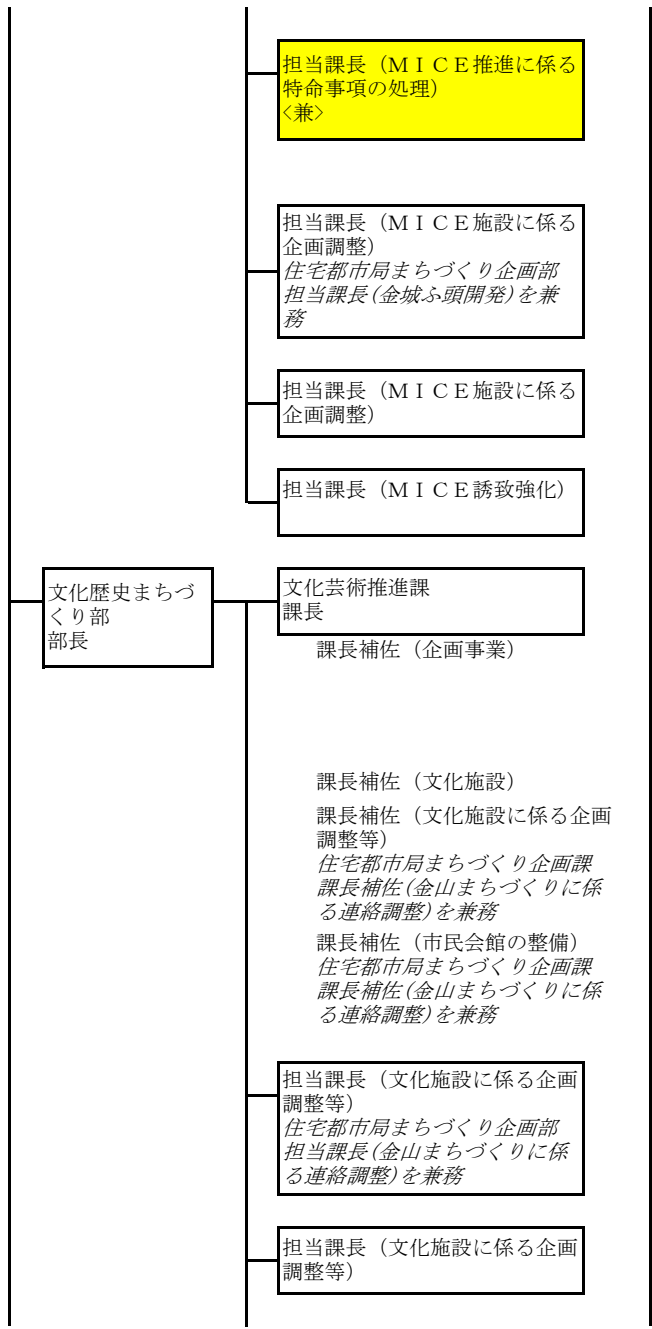 担当課長（ＭＩＣＥ推進に係る
特命事項の処理）
<兼>
担当課長（ＭＩＣＥ施設に係る
企画調整）
住宅都市局まちづくり企画部
担当課長(金城ふ頭開発)を兼
務
担当課長（ＭＩＣＥ施設に係る
企画調整）
担当課長（ＭＩＣＥ誘致強化）
文化歴史まちづ
くり部
部長
文化芸術推進課
課長
課長補佐（企画事業）
課長補佐（文化施設）
課長補佐（文化施設に係る企画
調整等）
住宅都市局まちづくり企画課
課長補佐(金山まちづくりに係
る連絡調整)を兼務
課長補佐（市民会館の整備）
住宅都市局まちづくり企画課
課長補佐(金山まちづくりに係
る連絡調整)を兼務
担当課長（文化施設に係る企画
調整等）
住宅都市局まちづくり企画部
担当課長(金山まちづくりに係
る連絡調整)を兼務
担当課長（文化施設に係る企画
調整等）